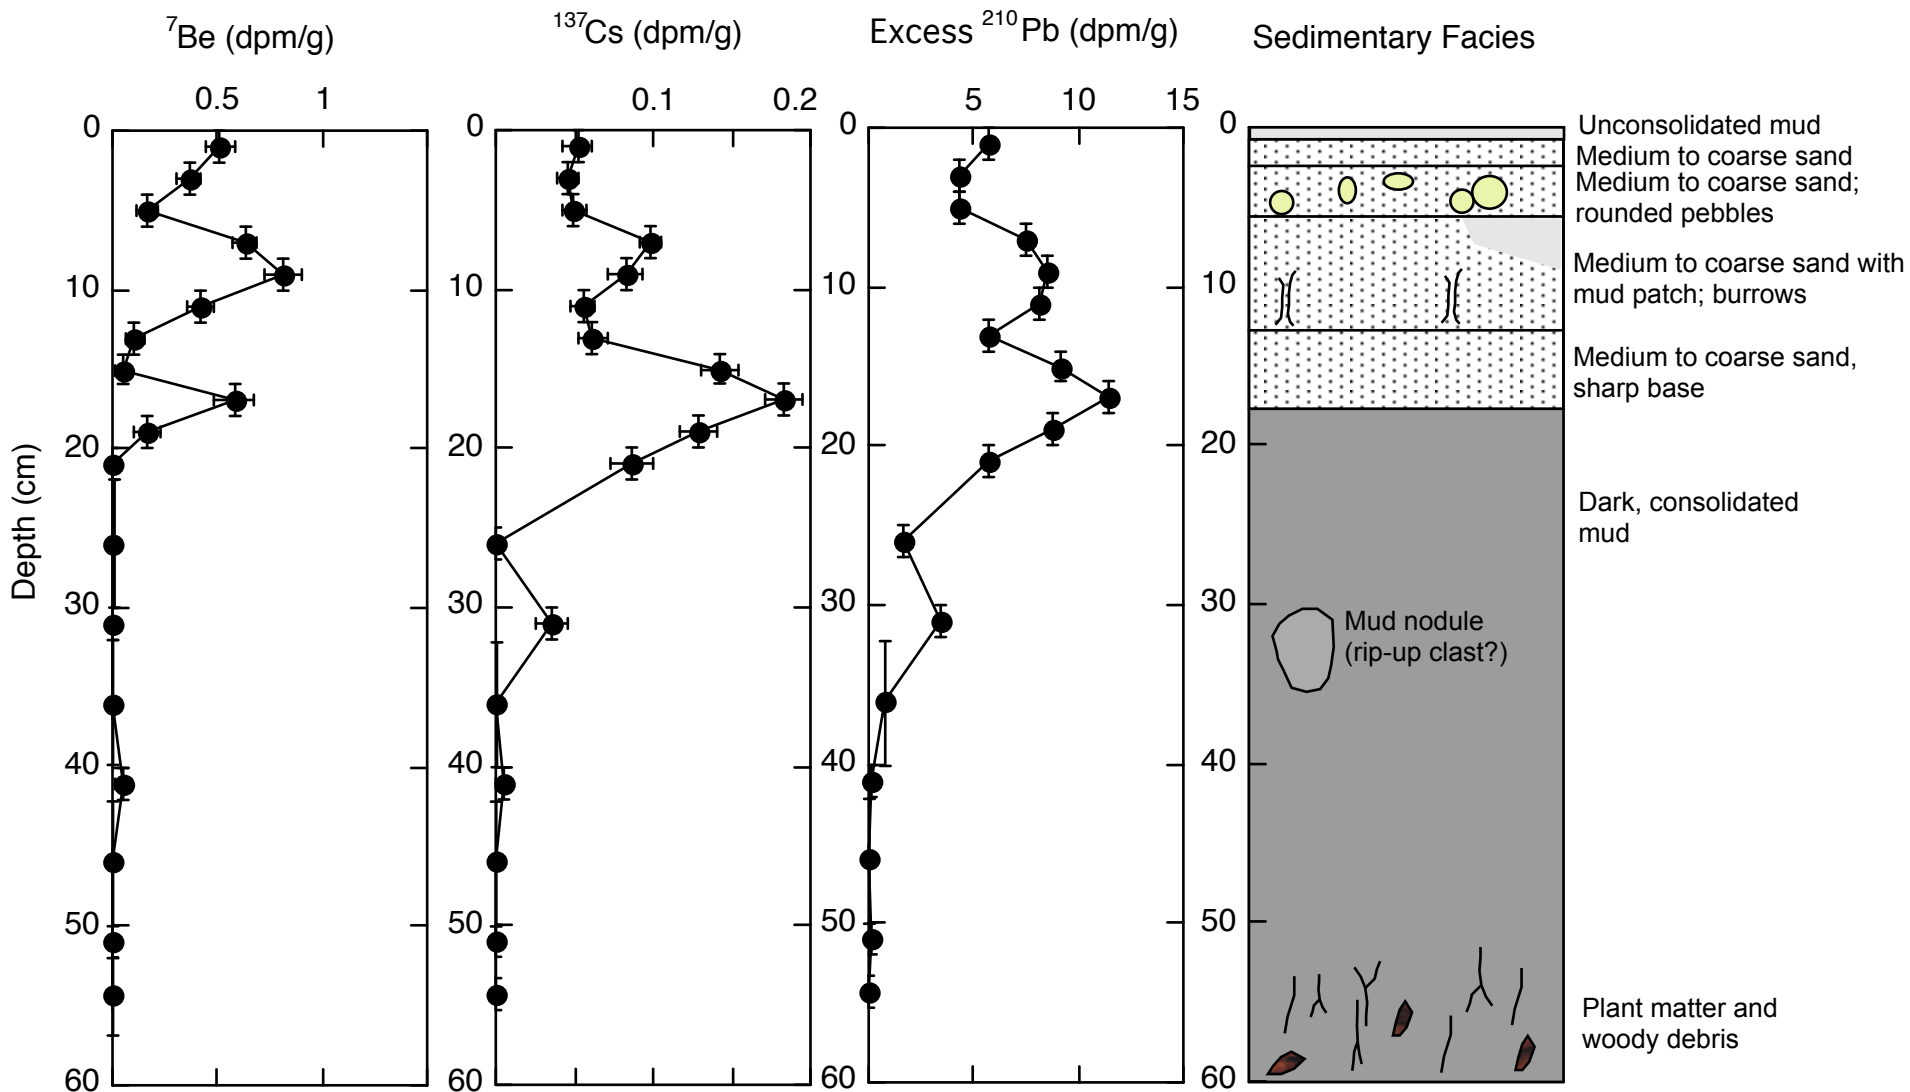 ⁷Be (dpm/g)
0.5 1
0
10
20
30
40
50
60
Depth (cm)
¹³⁷Cs (dpm/g)
0.1 0.2
0
10
20
30
40
50
60
Excess ²¹⁰Pb (dpm/g)
5 10 15
0
10
20
30
40
50
60
Sedimentary Facies
0
10
20
30
40
50
60
Unconsolidated mud
Medium to coarse sand
Medium to coarse sand;
rounded pebbles
Medium to coarse sand with
mud patch; burrows
Medium to coarse sand,
sharp base
Dark, consolidated
mud
Mud nodule
(rip-up clast?)
Plant matter and
woody debris